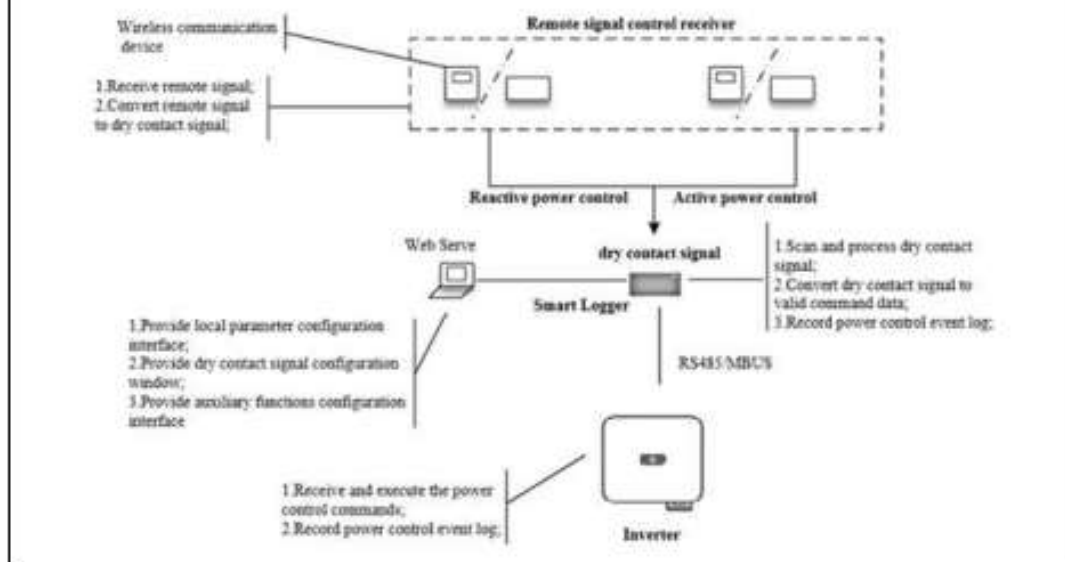 Remote signal control receiver
Wireless communication
device
1.Receive remote signal;
2.Convert remote signal
to dry contact signal;
Reactive power control
Active power control
Web Serve
dry contact signal
Smart Logger
1.Scan and process dry contact
signal;
2.Convert dry contact signal to
valid command data;
3.Record power control event log;
1.Provide local parameter configuration
interface;
2.Provide dry contact signal configuration
window;
3.Provide auxiliary functions configuration
interface
RS485/MBUS
1.Receive and execute the power
control commands;
2.Record power control event log;
Inverter